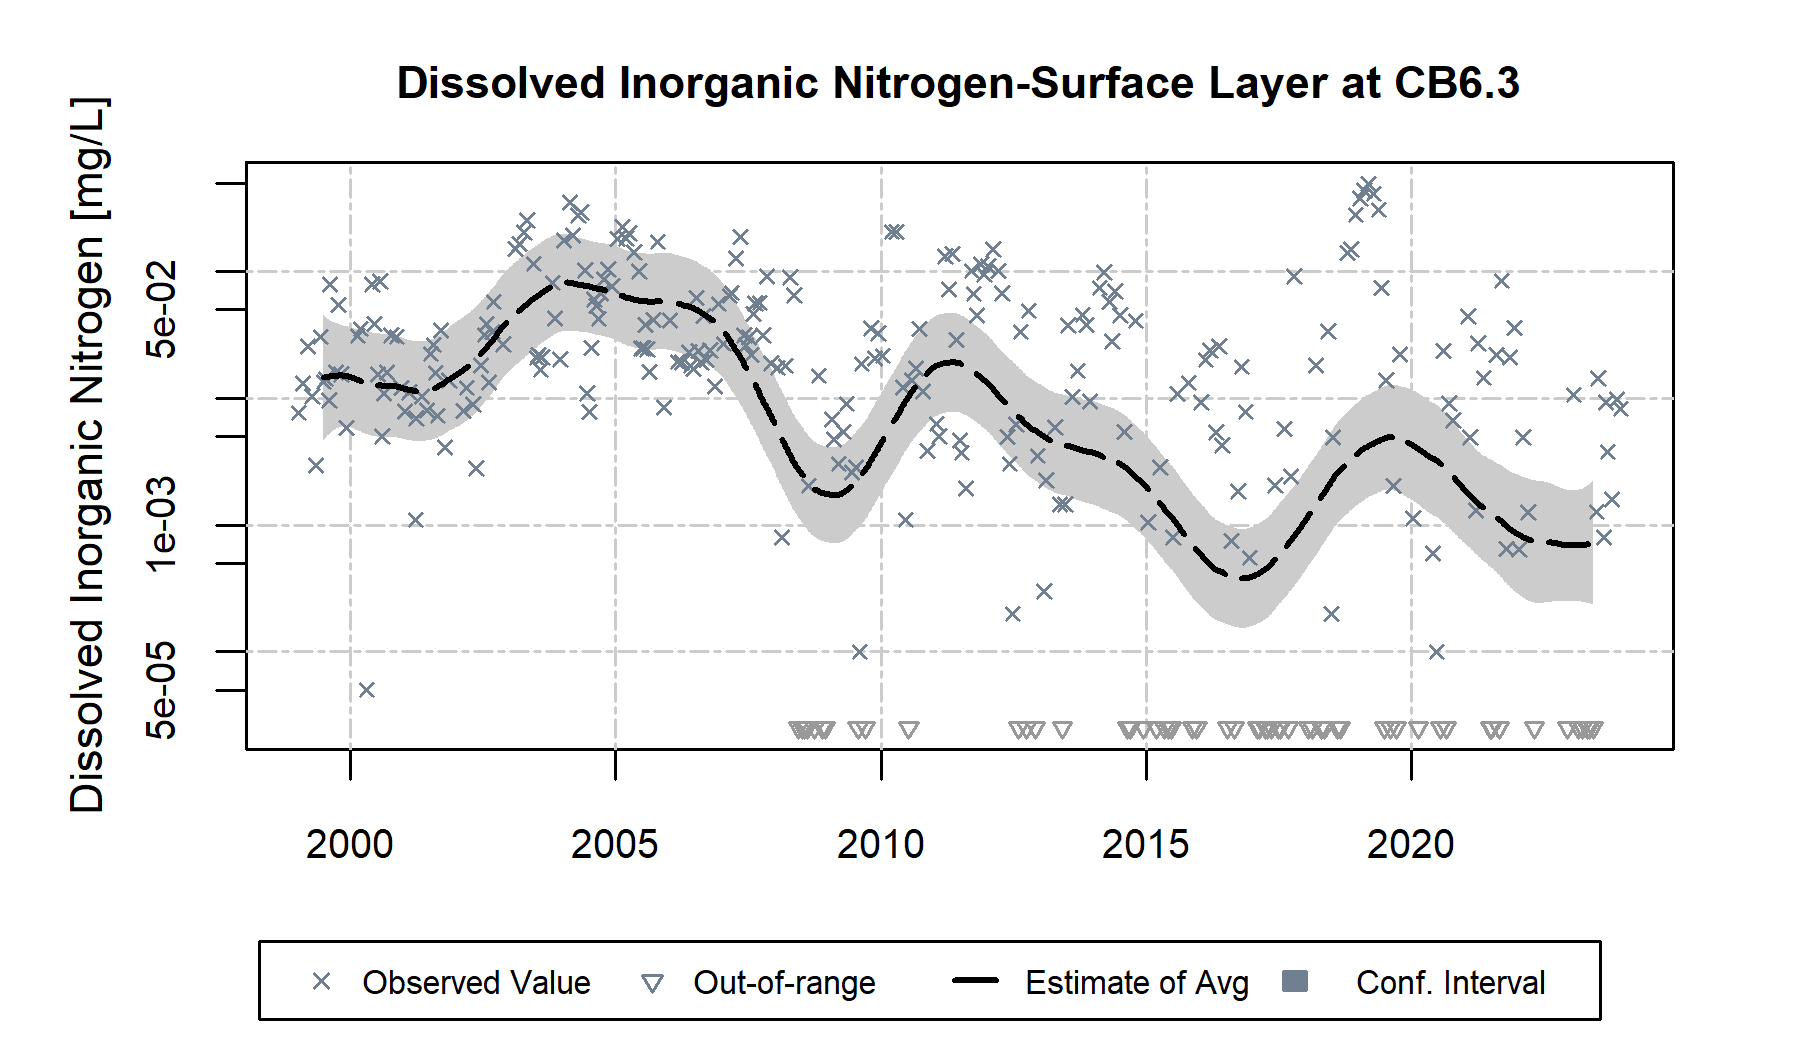 Dissolved Inorganic Nitrogen-Surface Layer at CB6.3
Dissolved Inorganic Nitrogen [mg/L]
5e-02
1e-03
5e-05
2000 2005 2010 2015 2020
Observed Value Out-of-range Estimate of Avg Conf. Interval